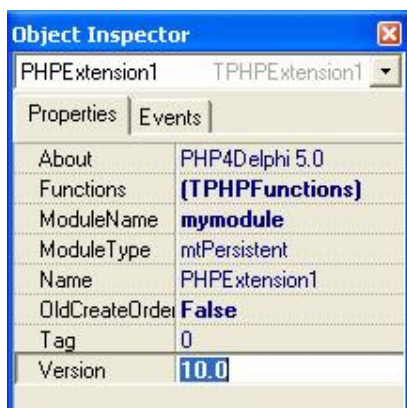 Object Inspector
PHPExtension1 TPHPExtension1
Properties Events
About PHP4Delphi 5.0
Functions (TPHPFunctions)
ModuleName mymodule
ModuleType mtPersistent
Name PHPExtension1
OldCreateOrder False
Tag 0
Version 10.0